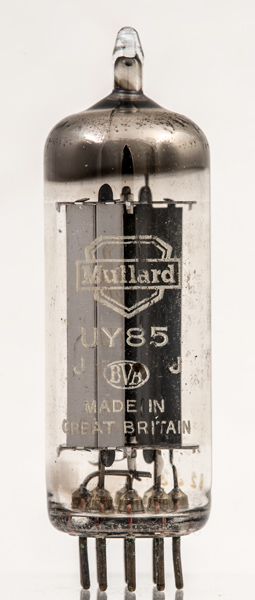 Mullard
UY85
J J
BVA
MADE IN
GREAT BRITAIN